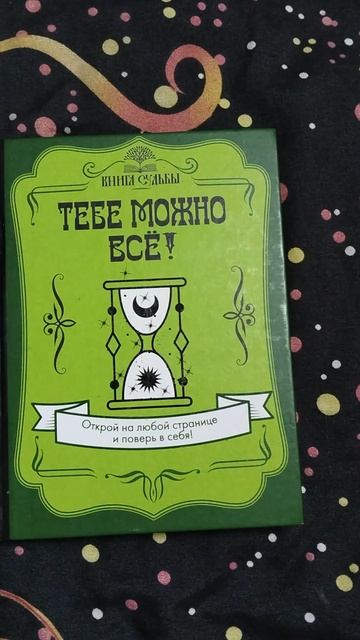 КНИГА СУДЬБЫ
ТЕБЕ МОЖНО
ВСЁ!
Открой на любой странице
и поверь в себя!